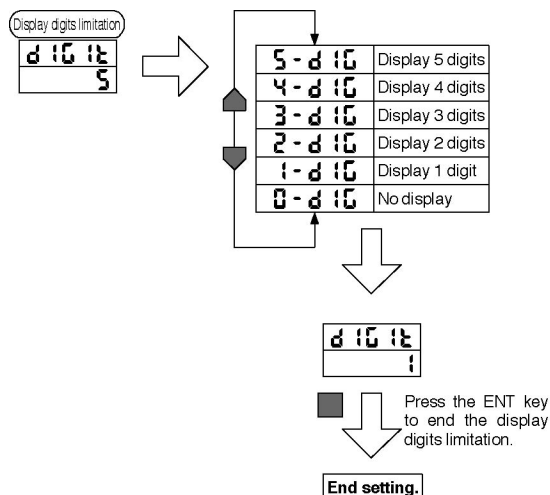 Display digits limitation
dIGIt
5
5-dIG Display 5 digits
4-dIG Display 4 digits
3-dIG Display 3 digits
2-dIG Display 2 digits
1-dIG Display 1 digit
0-dIG No display
dIGIt
1
Press the ENT key
to end the display
digits limitation.
End setting.